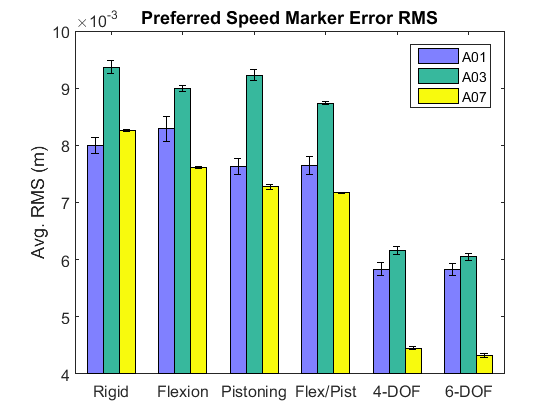 Preferred Speed Marker Error RMS
×10⁻³
10
9
8
7
6
5
4
Avg. RMS (m)
A01
A03
A07
Rigid Flexion Pistoning Flex/Pist 4-DOF 6-DOF